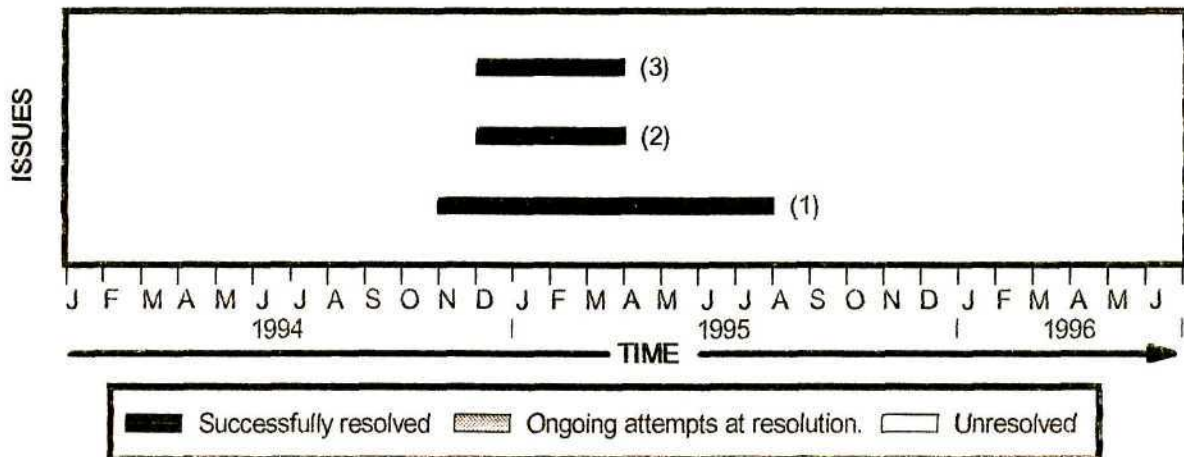 ISSUES
(3)
(2)
(1)
J F M A M J J A S O N D J F M A M J J A S O N D J F M A M J
1994 1995 1996
TIME
Successfully resolved Ongoing attempts at resolution. Unresolved